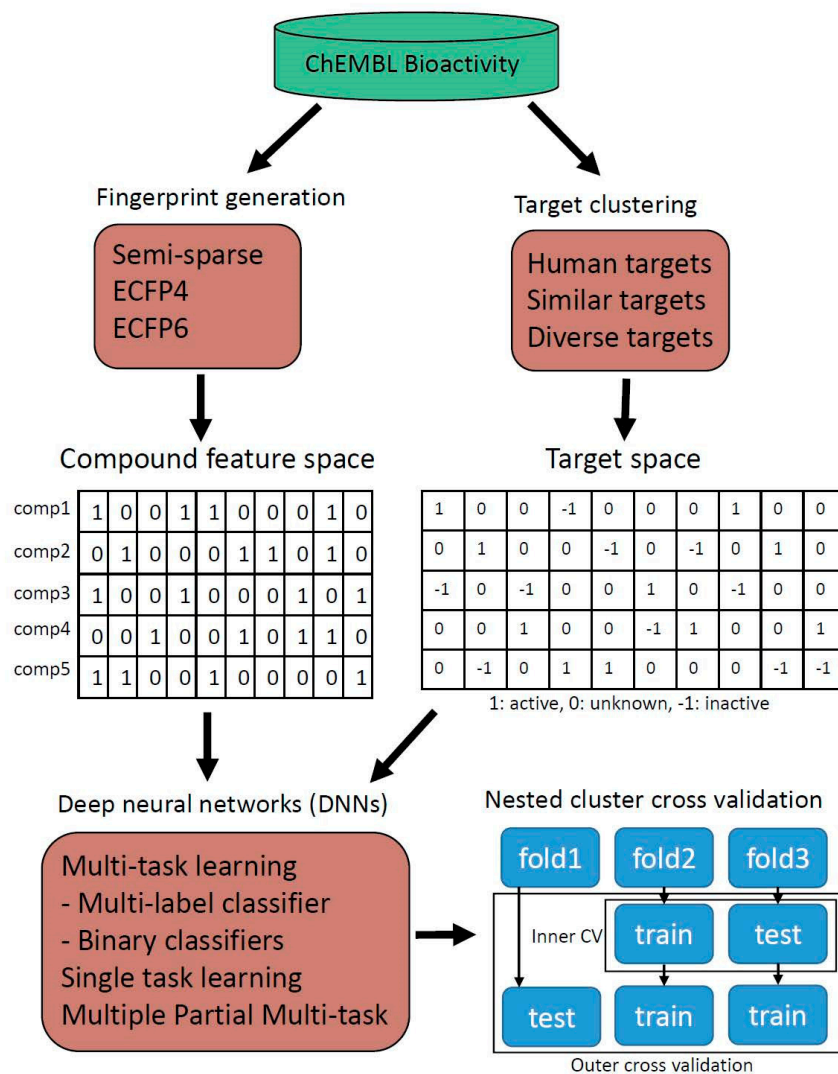 ChEMBL Bioactivity
Fingerprint generation
Semi-sparse
ECFP4
ECFP6
Target clustering
Human targets
Similar targets
Diverse targets
Compound feature space
comp1 1 0 0 1 1 0 0 0 1 0
comp2 0 1 0 0 0 1 1 0 1 0
comp3 1 0 0 1 0 0 0 1 0 1
comp4 0 0 1 0 0 1 0 1 1 0
comp5 1 1 0 0 1 0 0 0 0 1
Target space
1 0 0 -1 0 0 0 1 0 0
0 1 0 0 -1 0 -1 0 1 0
-1 0 -1 0 0 1 0 -1 0 0
0 0 1 0 0 -1 1 0 0 1
0 -1 0 1 1 0 0 0 -1 -1
1: active, 0: unknown, -1: inactive
Deep neural networks (DNNs)
Multi-task learning
- Multi-label classifier
- Binary classifiers
Single task learning
Multiple Partial Multi-task
Nested cluster cross validation
fold1 fold2 fold3
Inner CV train test
test train train
Outer cross validation